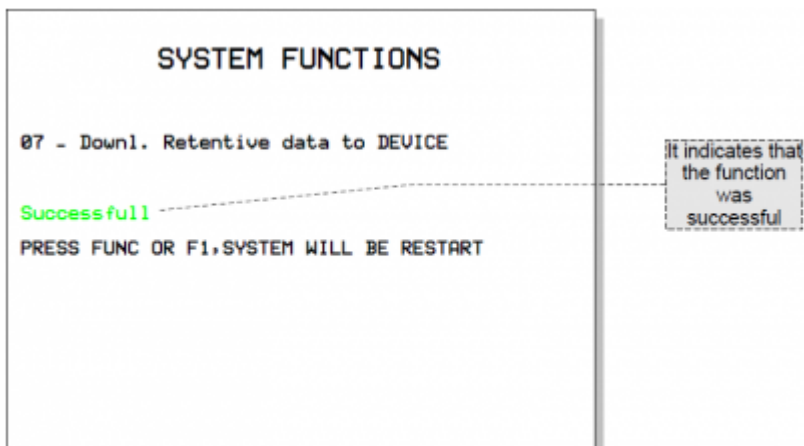 SYSTEM FUNCTIONS
07 - Downl. Retentive data to DEVICE
Successfull
PRESS FUNC OR F1,SYSTEM WILL BE RESTART
It indicates that
the function
was
successful